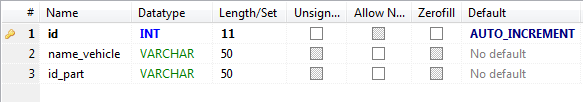 # Name Datatype Length/Set Unsign... Allow N... Zerofill Default
1 id INT 11 AUTO_INCREMENT
2 name_vehicle VARCHAR 50 No default
3 id_part VARCHAR 50 No default